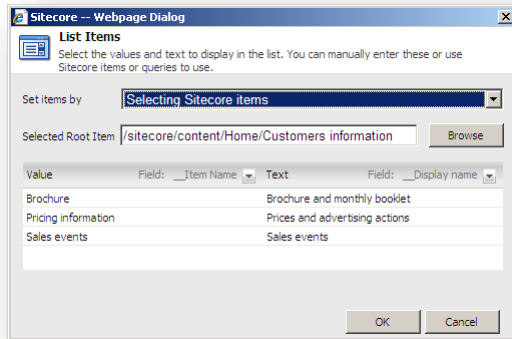 Sitecore -- Webpage Dialog
List Items
Select the values and text to display in the list. You can manually enter these or use
Sitecore items or queries to use.
Set items by Selecting Sitecore items
Selected Root Item /sitecore/content/Home/Customers information Browse
Value Field: __Item Name Text Field: __Display name
Brochure Brochure and monthly booklet
Pricing information Prices and advertising actions
Sales events Sales events
OK Cancel